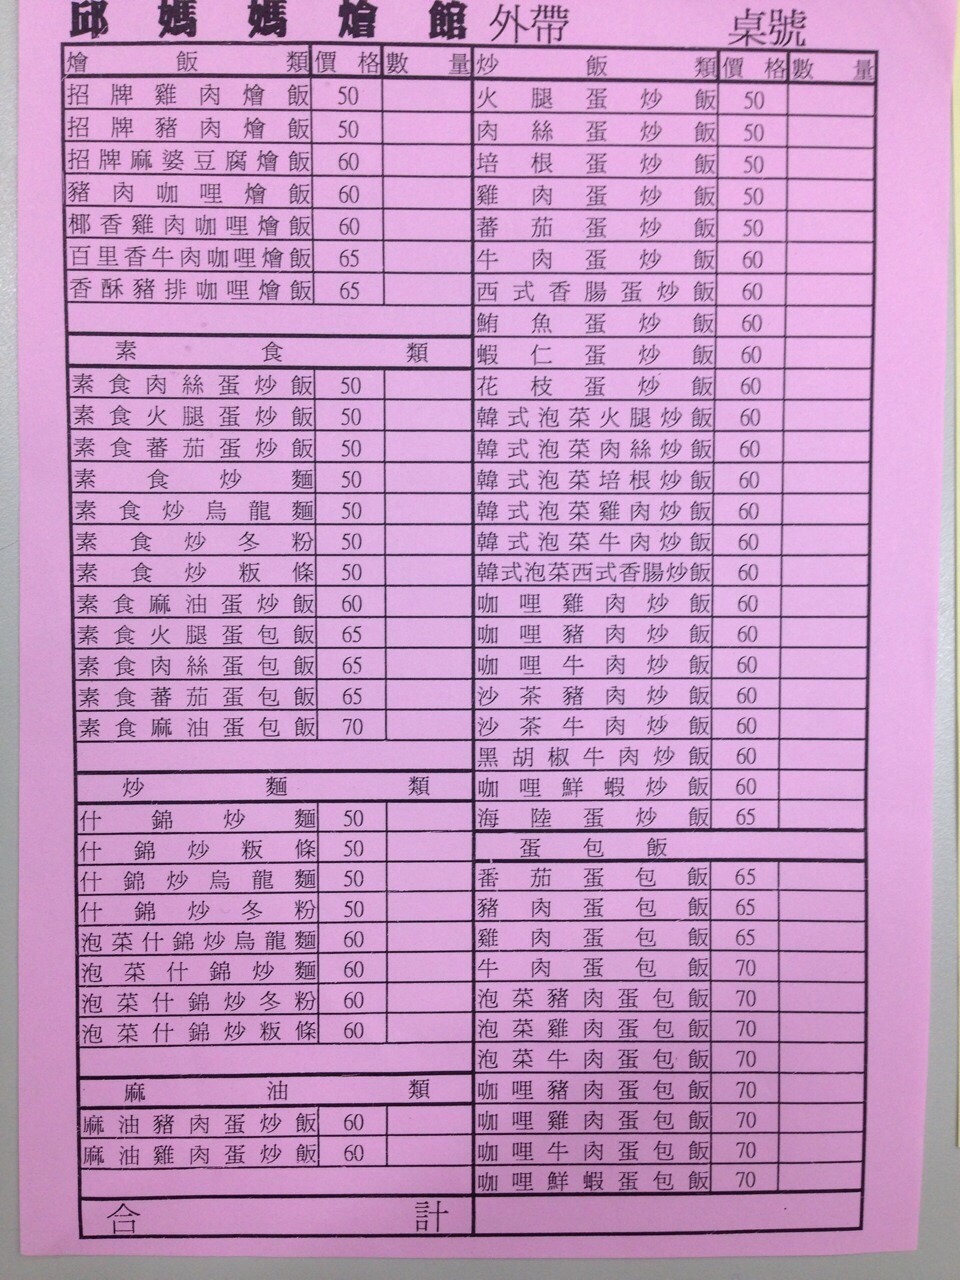 邱媽媽燴館 外帶 桌號
燴飯類 價格 數量
招牌雞肉燴飯 50
招牌豬肉燴飯 50
招牌麻婆豆腐燴飯 60
豬肉咖哩燴飯 60
椰香雞肉咖哩燴飯 60
百里香牛肉咖哩燴飯 65
香酥豬排咖哩燴飯 65
素食類
素食肉絲蛋炒飯 50
素食火腿蛋炒飯 50
素食蕃茄蛋炒飯 50
素食炒麵 50
素食炒烏龍麵 50
素食炒冬粉 50
素食炒粄條 50
素食麻油蛋炒飯 60
素食火腿蛋包飯 65
素食肉絲蛋包飯 65
素食蕃茄蛋包飯 65
素食麻油蛋包飯 70
炒麵類
什錦炒麵 50
什錦炒粄條 50
什錦炒烏龍麵 50
什錦炒冬粉 50
泡菜什錦炒烏龍麵 60
泡菜什錦炒麵 60
泡菜什錦炒冬粉 60
泡菜什錦炒粄條 60
麻油類
麻油豬肉蛋炒飯 60
麻油雞肉蛋炒飯 60
合計
炒飯類 價格 數量
火腿蛋炒飯 50
肉絲蛋炒飯 50
培根蛋炒飯 50
雞肉蛋炒飯 50
蕃茄蛋炒飯 50
牛肉蛋炒飯 60
西式香腸蛋炒飯 60
鮪魚蛋炒飯 60
蝦仁蛋炒飯 60
花枝蛋炒飯 60
韓式泡菜火腿炒飯 60
韓式泡菜肉絲炒飯 60
韓式泡菜培根炒飯 60
韓式泡菜雞肉炒飯 60
韓式泡菜牛肉炒飯 60
韓式泡菜西式香腸炒飯 60
咖哩雞肉炒飯 60
咖哩豬肉炒飯 60
咖哩牛肉炒飯 60
沙茶豬肉炒飯 60
沙茶牛肉炒飯 60
黑胡椒牛肉炒飯 60
咖哩鮮蝦炒飯 60
海陸蛋炒飯 65
蛋包飯
番茄蛋包飯 65
豬肉蛋包飯 65
雞肉蛋包飯 65
牛肉蛋包飯 70
泡菜豬肉蛋包飯 70
泡菜雞肉蛋包飯 70
泡菜牛肉蛋包飯 70
咖哩豬肉蛋包飯 70
咖哩雞肉蛋包飯 70
咖哩牛肉蛋包飯 70
咖哩鮮蝦蛋包飯 70